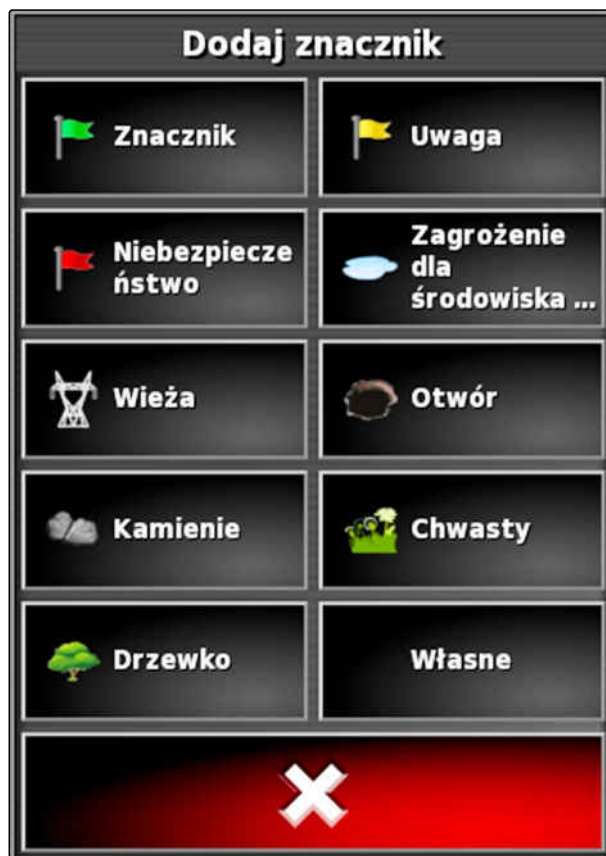 Dodaj znacznik
Znacznik
Uwaga
Niebezpiecze
ństwo
Zagrożenie
dla
środowiska ...
Wieża
Otwór
Kamienie
Chwasty
Drzewko
Własne